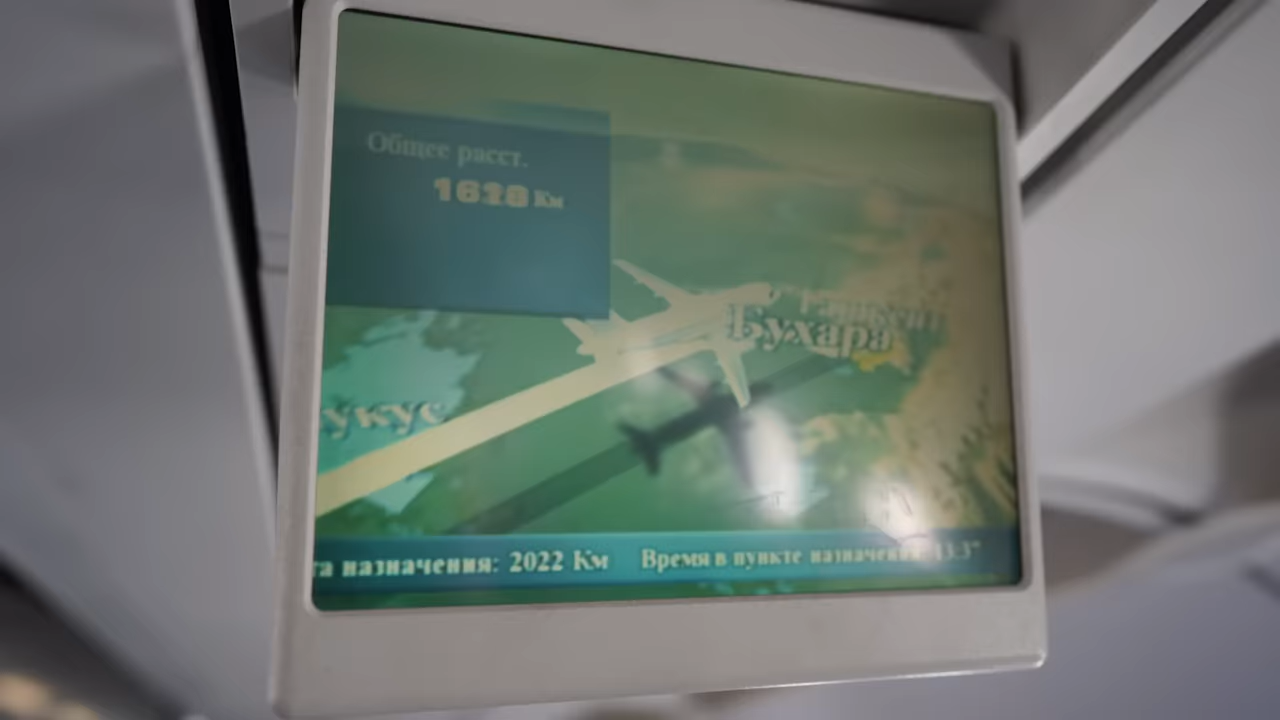 Общее расст.
1628 Км
Бухара
укус
та назначения: 2022 Км Время в пункте назначения: